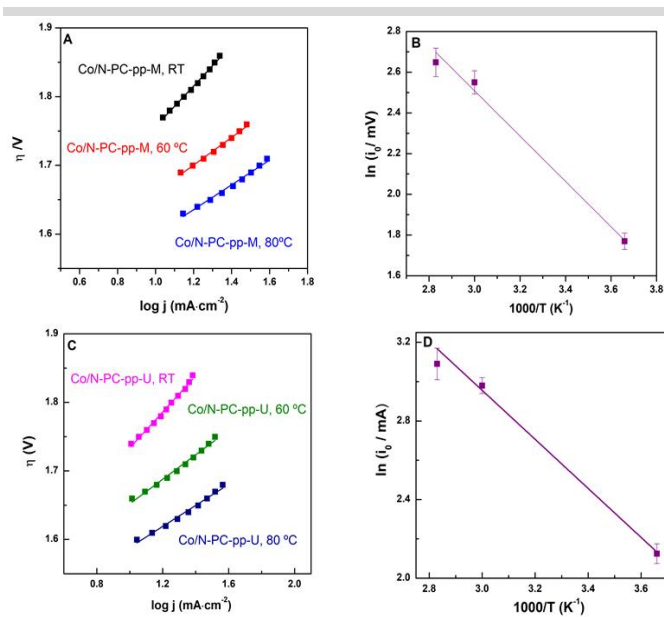 A
1.9
1.8
1.7
1.6
η /V
Co/N-PC-pp-M, RT
Co/N-PC-pp-M, 60 ºC
Co/N-PC-pp-M, 80ºC
0.6 0.8 1.0 1.2 1.4 1.6 1.8
log j (mA·cm⁻²)
B
2.8
2.6
2.4
2.2
2.0
1.8
1.6
ln (i₀/ mV)
2.8 3.0 3.2 3.4 3.6 3.8
1000/T (K⁻¹)
C
1.9
1.8
1.7
1.6
η (V)
Co/N-PC-pp-U, RT
Co/N-PC-pp-U, 60 ºC
Co/N-PC-pp-U, 80 ºC
0.8 1.2 1.6 2.0
log j (mA·cm⁻²)
D
3.2
2.8
2.4
2.0
ln (i₀ / mA)
2.8 3.0 3.2 3.4 3.6
1000/T (K⁻¹)